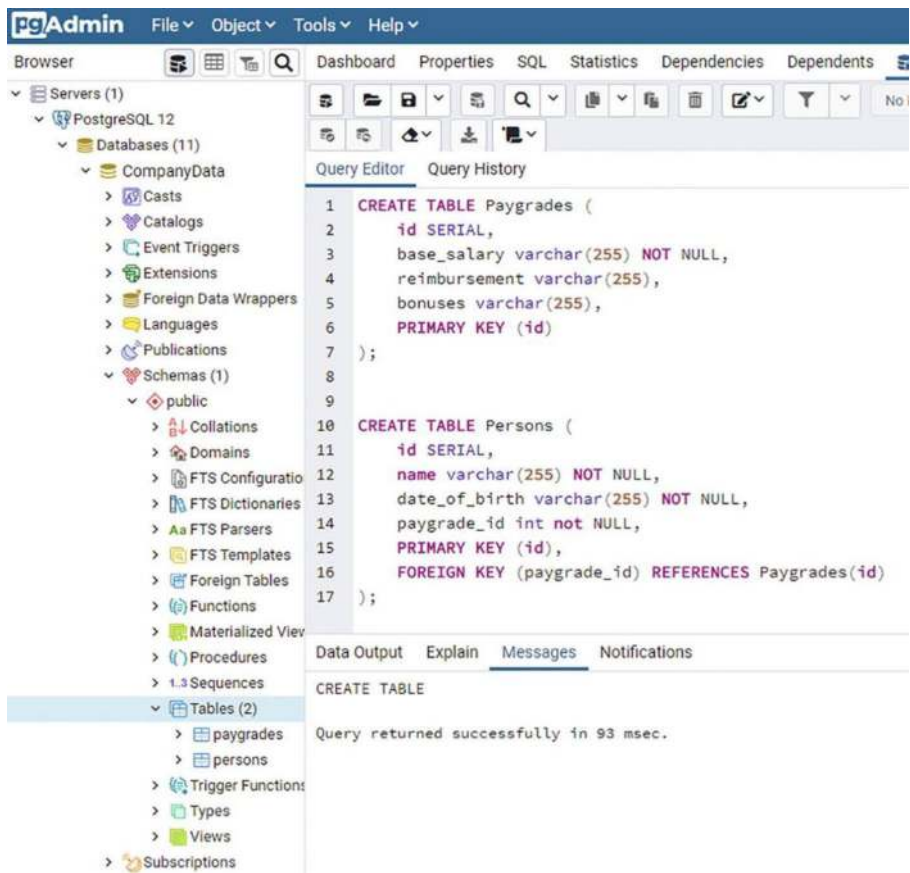 pgAdmin File Object Tools Help
Browser
Dashboard Properties SQL Statistics Dependencies Dependents
Servers (1)
PostgreSQL 12
Databases (11)
CompanyData
Casts
Catalogs
Event Triggers
Extensions
Foreign Data Wrappers
Languages
Publications
Schemas (1)
public
Collations
Domains
FTS Configuratio
FTS Dictionaries
Aa FTS Parsers
FTS Templates
Foreign Tables
Functions
Materialized View
Procedures
1..3 Sequences
Tables (2)
paygrades
persons
Trigger Functions
Types
Views
Subscriptions
No
Query Editor Query History
1 CREATE TABLE Paygrades (
2 id SERIAL,
3 base_salary varchar(255) NOT NULL,
4 reimbursement varchar(255),
5 bonuses varchar(255),
6 PRIMARY KEY (id)
7 );
8
9
10 CREATE TABLE Persons (
11 id SERIAL,
12 name varchar(255) NOT NULL,
13 date_of_birth varchar(255) NOT NULL,
14 paygrade_id int not NULL,
15 PRIMARY KEY (id),
16 FOREIGN KEY (paygrade_id) REFERENCES Paygrades(id)
17 );
Data Output Explain Messages Notifications
CREATE TABLE
Query returned successfully in 93 msec.